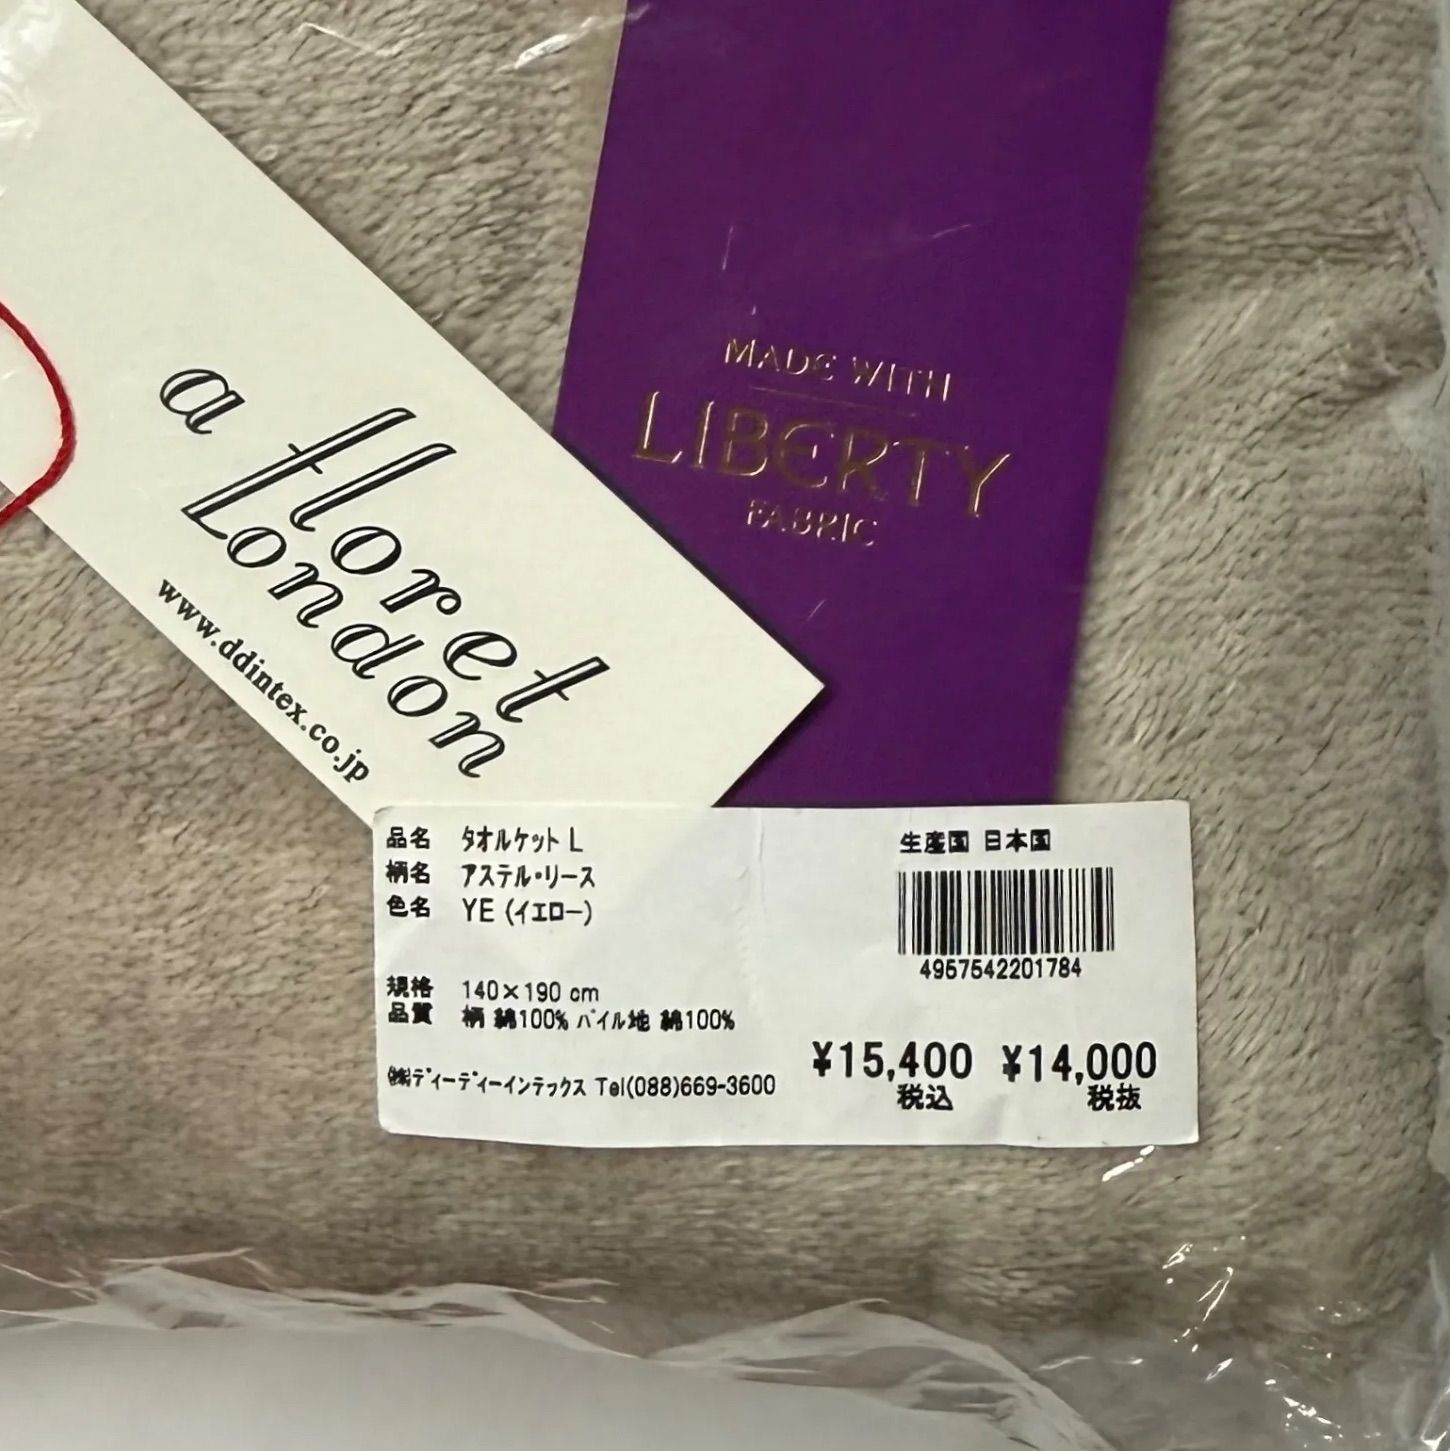 MADE WITH
LIBERTY
FABRIC
a floret
London
www.ddintex.co.jp
品名 タオルケット L
柄名 アステル・リース
色名 YE (イエロー)
規格 140×190 cm
品質 柄 綿100% パイル地 綿100%
㈱ディーディーインテックス Tel(088)669-3600
生産国 日本国
4957542201784
¥15,400 ¥14,000
税込 税抜